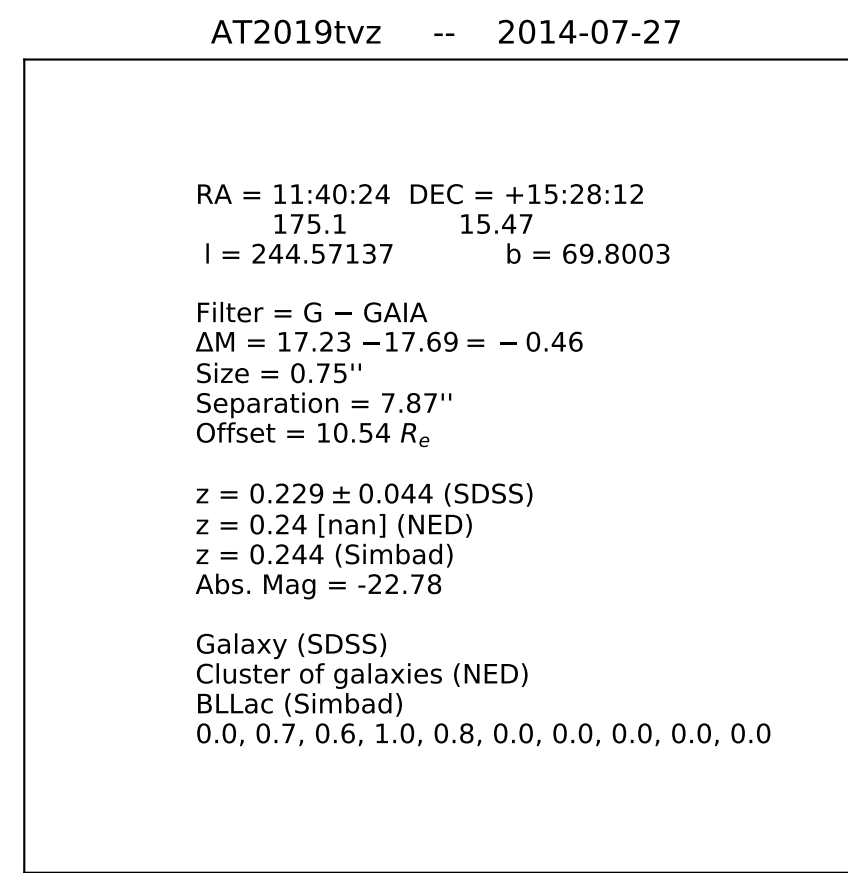 AT2019tvz -- 2014-07-27
RA = 11:40:24 DEC = +15:28:12
175.1 15.47
l = 244.57137 b = 69.8003
Filter = G − GAIA
ΔM = 17.23 −17.69 = − 0.46
Size = 0.75''
Separation = 7.87''
Offset = 10.54 Rₑ
z = 0.229 ± 0.044 (SDSS)
z = 0.24 [nan] (NED)
z = 0.244 (Simbad)
Abs. Mag = -22.78
Galaxy (SDSS)
Cluster of galaxies (NED)
BLLac (Simbad)
0.0, 0.7, 0.6, 1.0, 0.8, 0.0, 0.0, 0.0, 0.0, 0.0